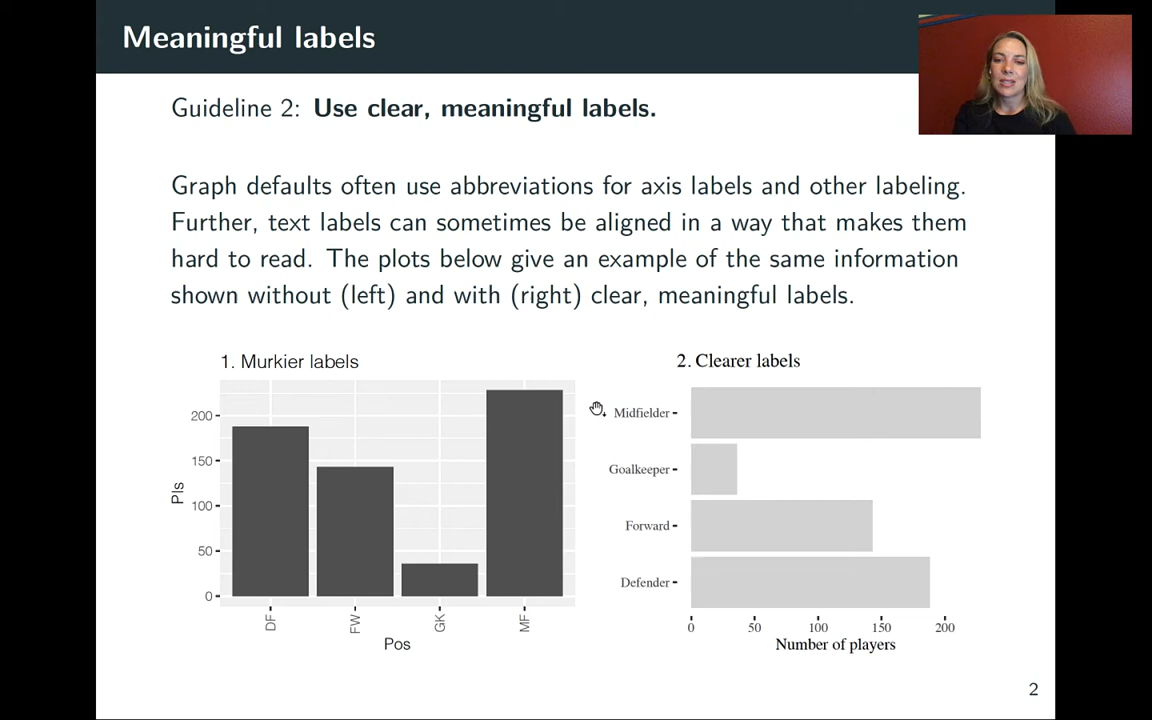 Meaningful labels
Guideline 2: Use clear, meaningful labels.
Graph defaults often use abbreviations for axis labels and other labeling.
Further, text labels can sometimes be aligned in a way that makes them
hard to read. The plots below give an example of the same information
shown without (left) and with (right) clear, meaningful labels.
1. Murkier labels
200
150
100
50
0
Pls
DF
FW
GK
MF
Pos
2. Clearer labels
Midfielder
Goalkeeper
Forward
Defender
0 50 100 150 200
Number of players
2